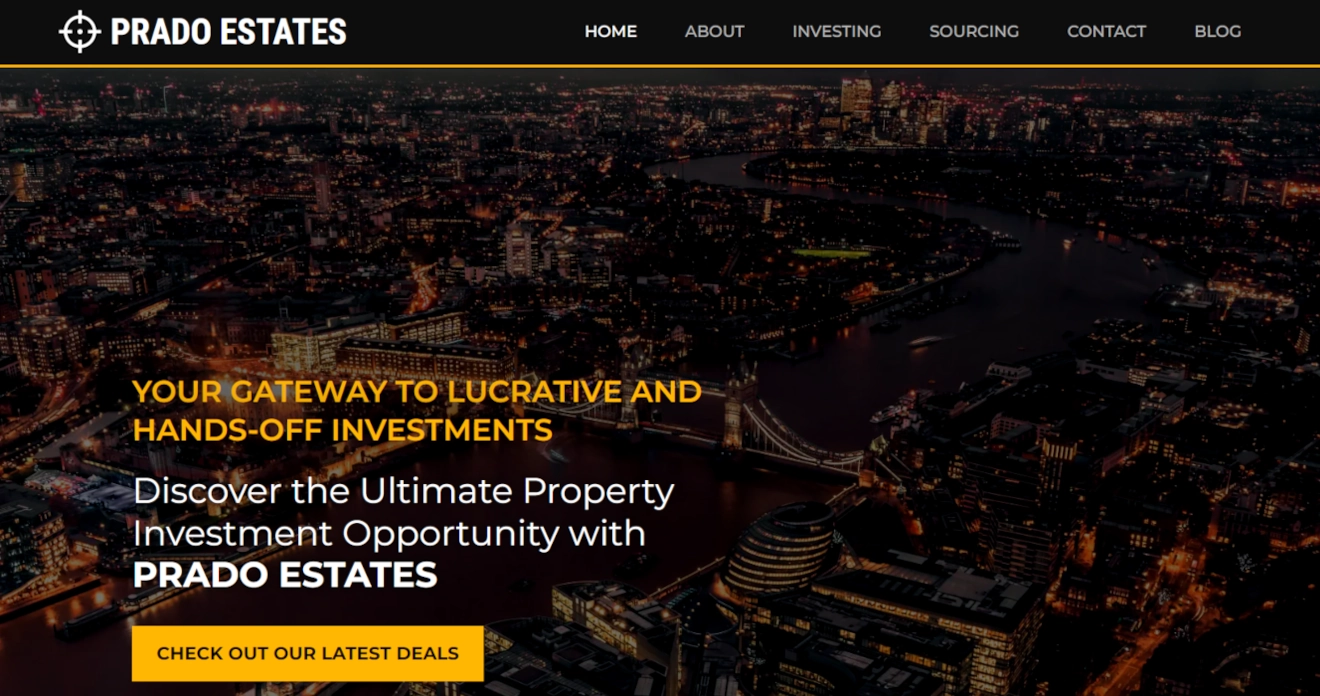 PRADO ESTATES
HOME ABOUT INVESTING SOURCING CONTACT BLOG
YOUR GATEWAY TO LUCRATIVE AND
HANDS-OFF INVESTMENTS
Discover the Ultimate Property
Investment Opportunity with
PRADO ESTATES
CHECK OUT OUR LATEST DEALS